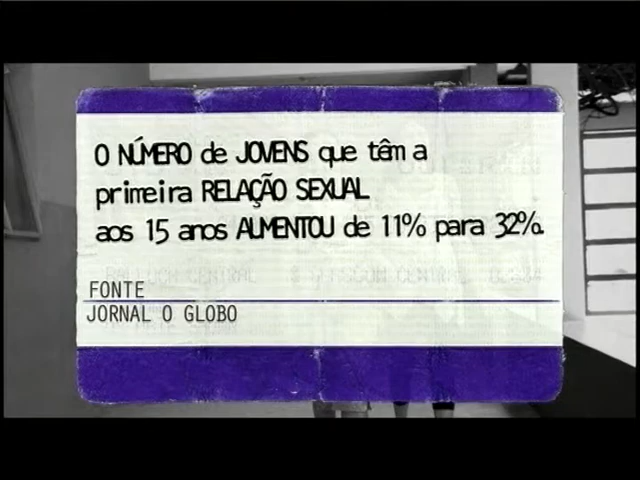 O NÚMERO de JOVENS que têm a
primeira RELAÇÃO SEXUAL
aos 15 anos AUMENTOU de 11% para 32%.
FONTE
JORNAL O GLOBO